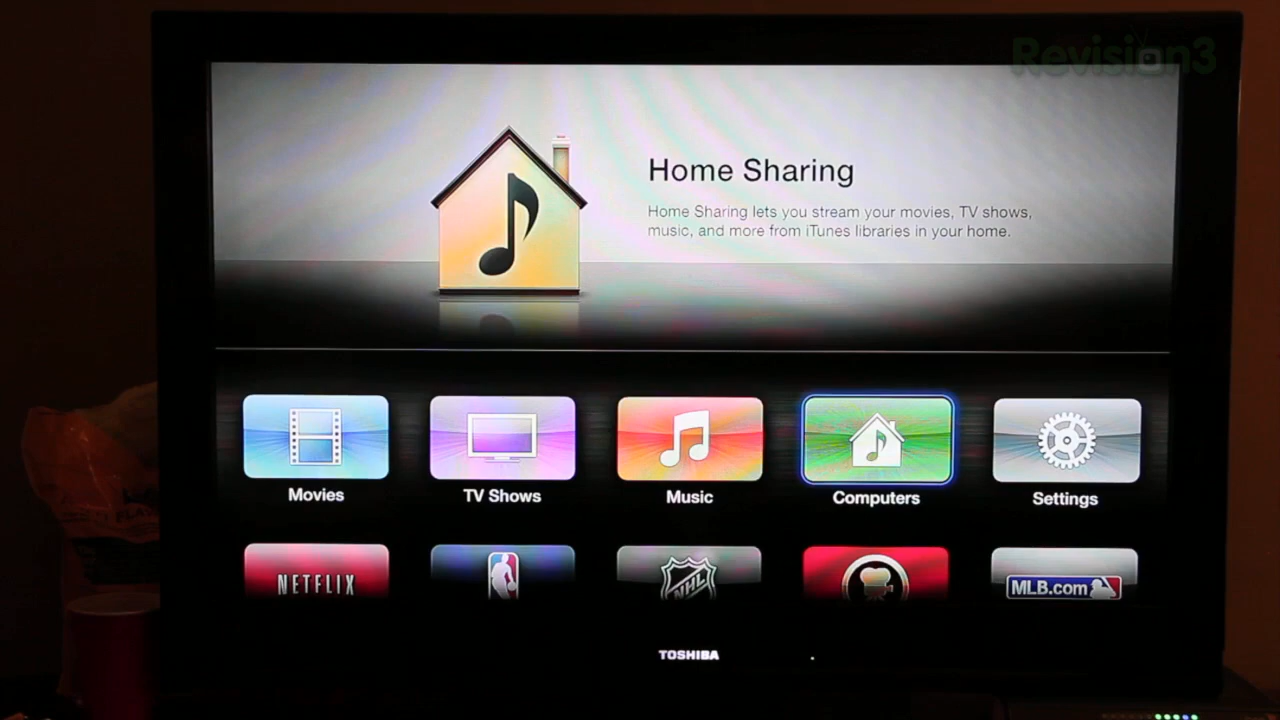 Revision3
Home Sharing
Home Sharing lets you stream your movies, TV shows,
music, and more from iTunes libraries in your home.
Movies
TV Shows
Music
Computers
Settings
NETFLIX
NHL
MLB.com
TOSHIBA